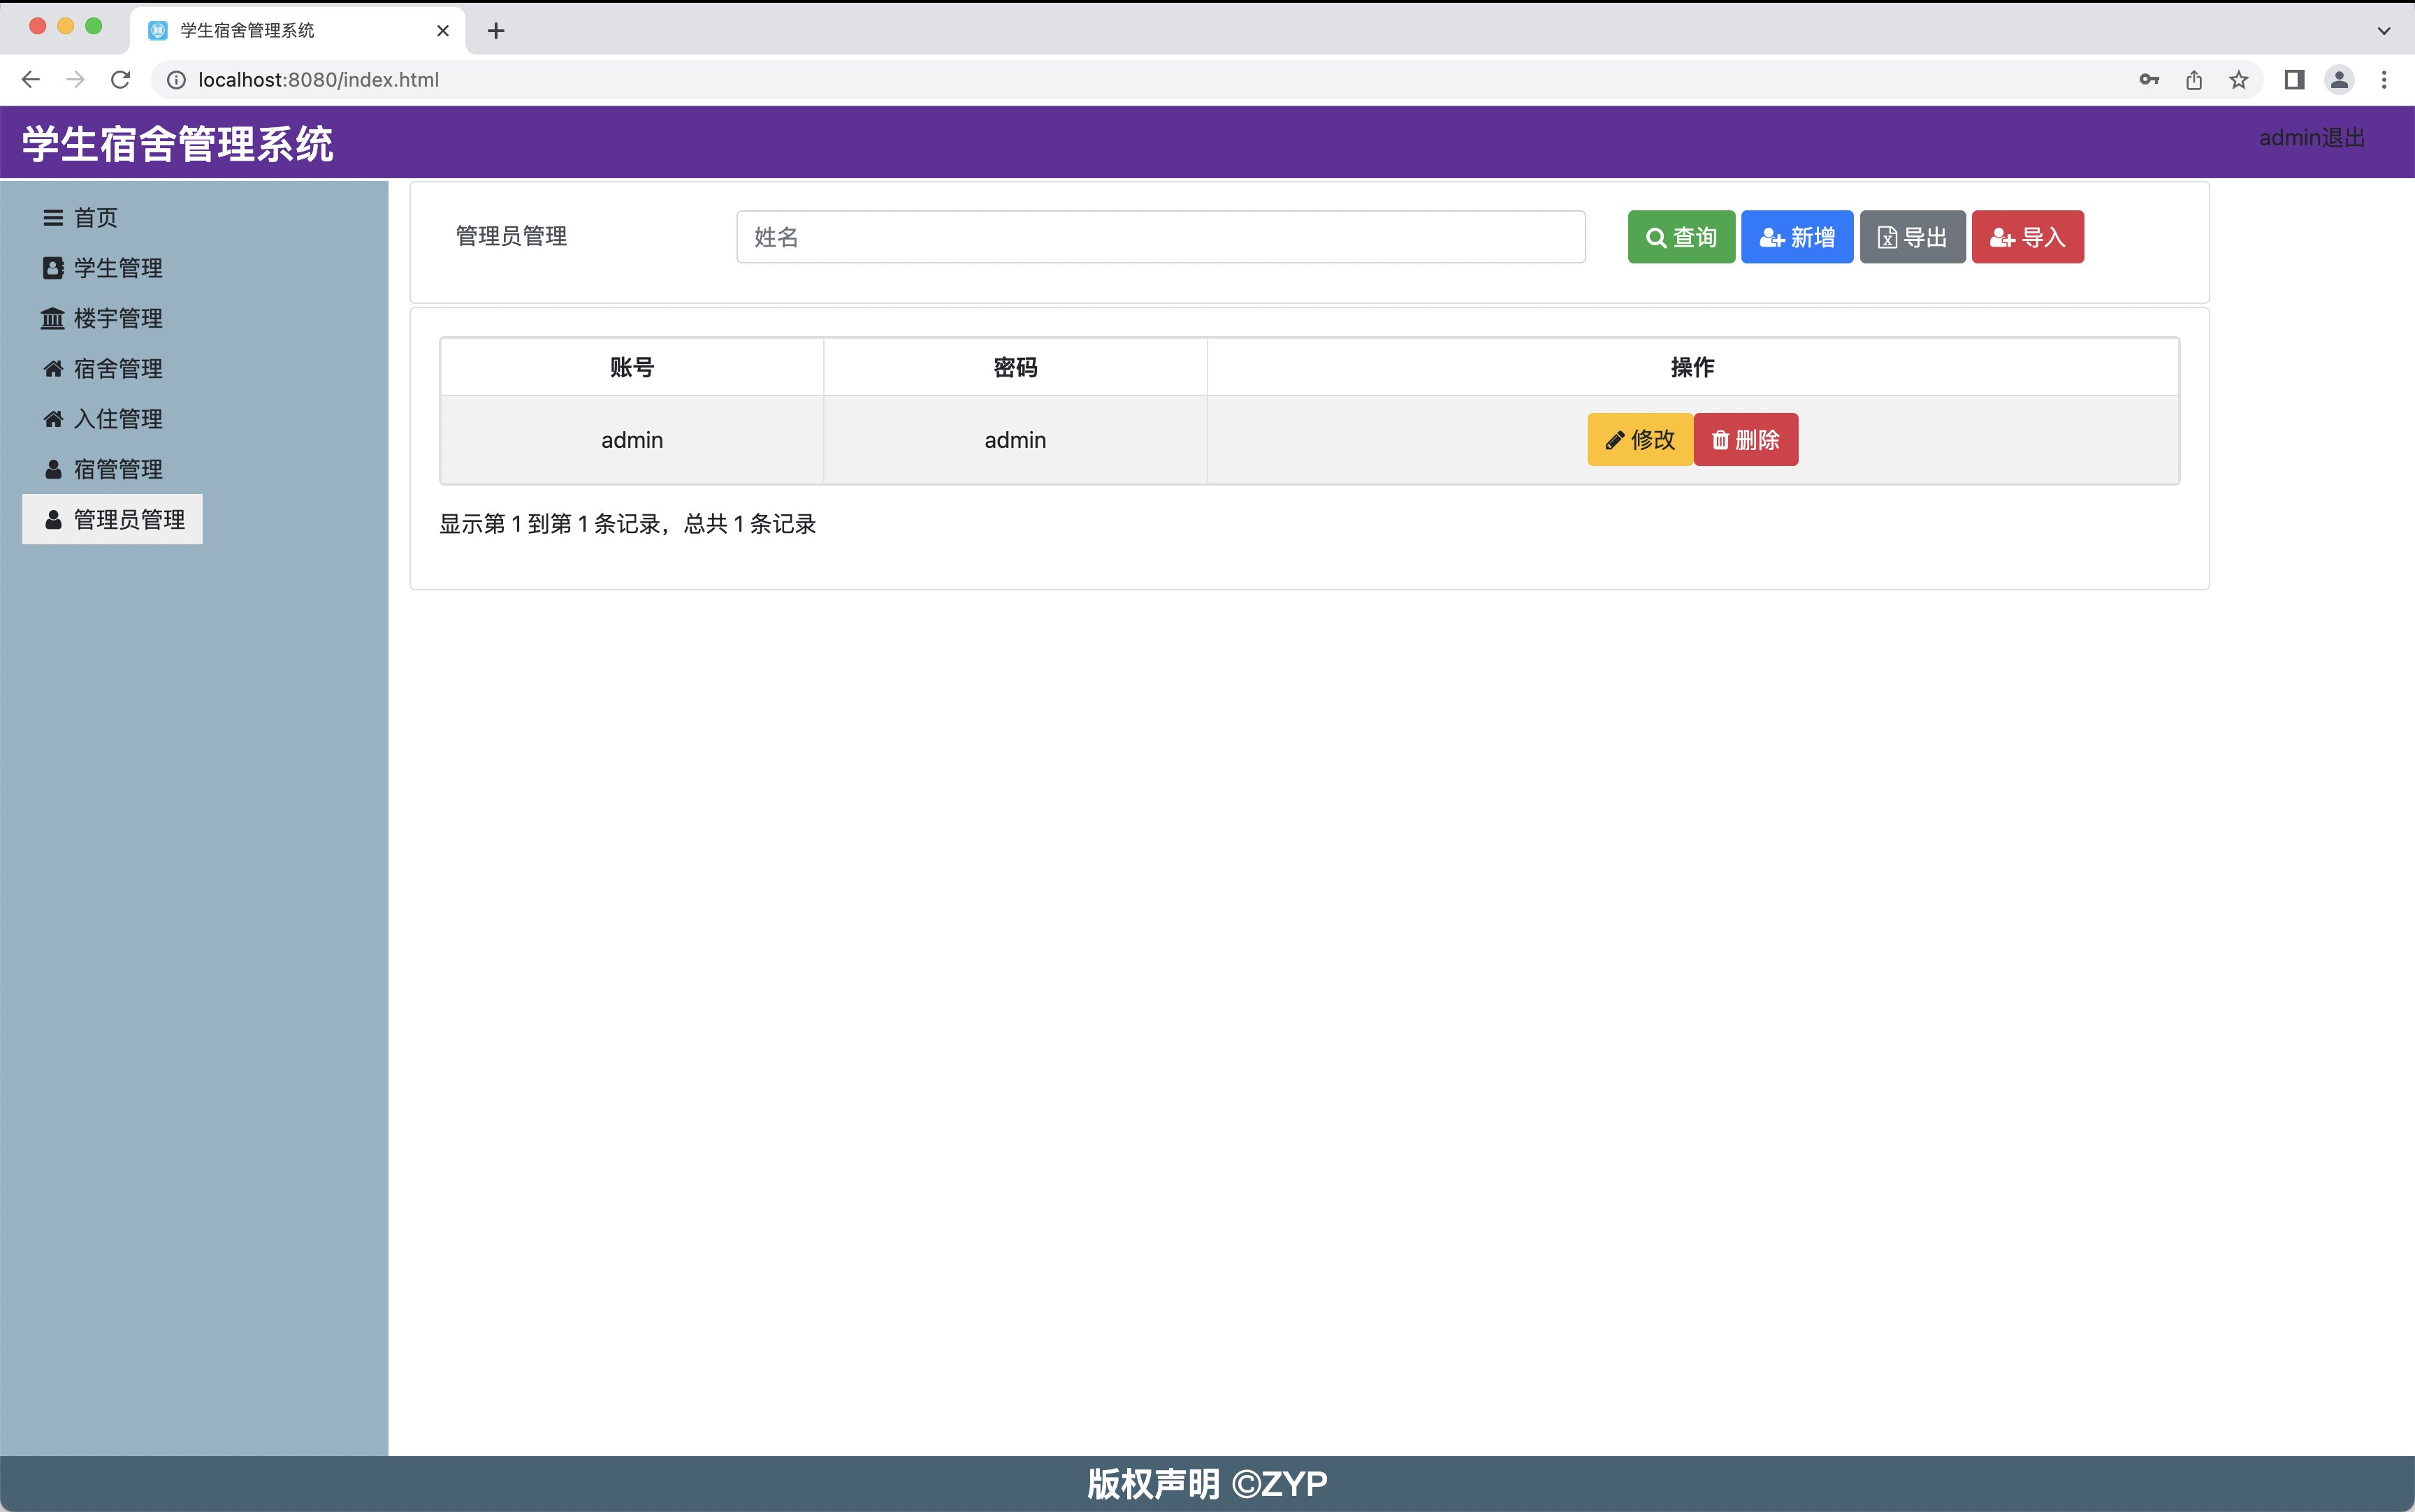 学生宿舍管理系统
localhost:8080/index.html
学生宿舍管理系统
admin退出
首页
学生管理
楼宇管理
宿舍管理
入住管理
宿管管理
管理员管理
管理员管理 姓名 查询 新增 导出 导入
账号 密码 操作
admin admin 修改 删除
显示第 1 到第 1 条记录，总共 1 条记录
版权声明 ©ZYP